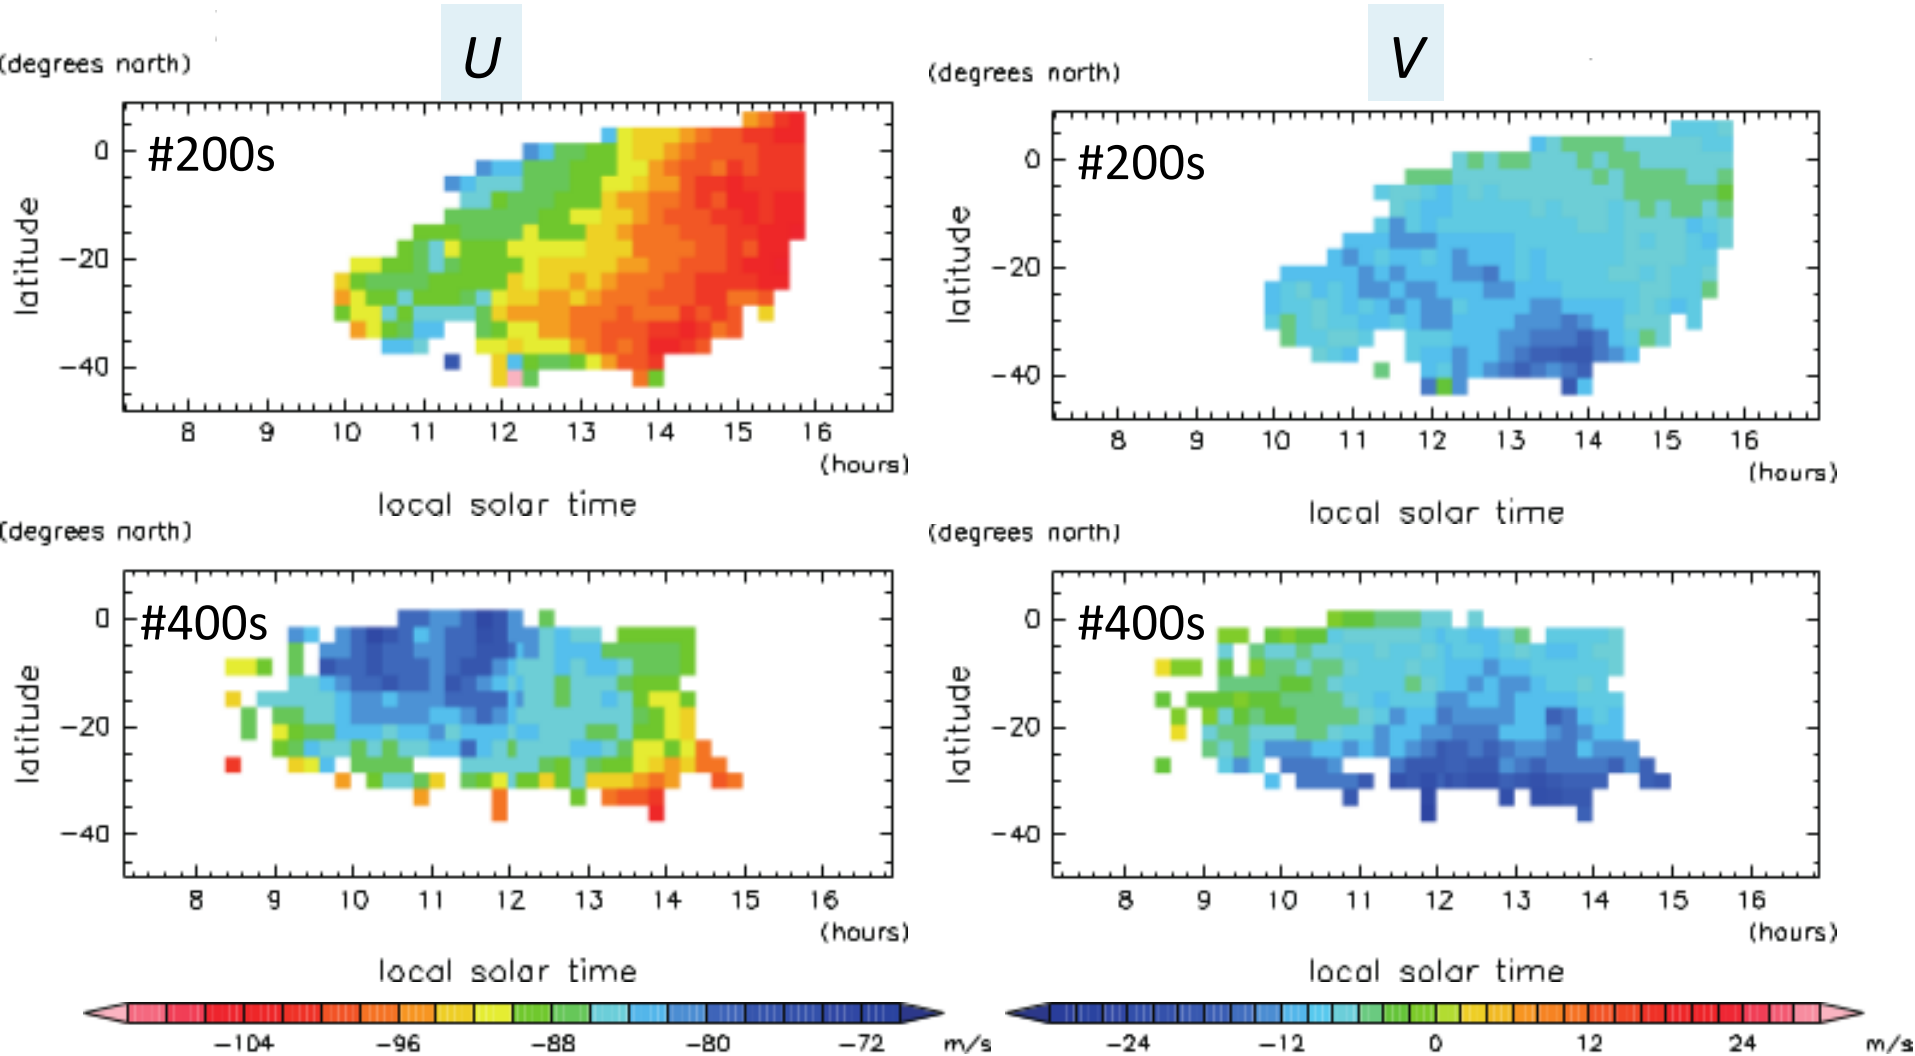 U
V
(degrees north)
(degrees north)
#200s
#200s
0
-20
-40
latitude
0
-20
-40
latitude
8 9 10 11 12 13 14 15 16
8 9 10 11 12 13 14 15 16
(hours)
(hours)
local solar time
local solar time
(degrees north)
(degrees north)
#400s
#400s
0
-20
-40
latitude
0
-20
-40
latitude
8 9 10 11 12 13 14 15 16
8 9 10 11 12 13 14 15 16
(hours)
(hours)
local solar time
local solar time
-104 -96 -88 -80 -72 m/s
-24 -12 0 12 24 m/s